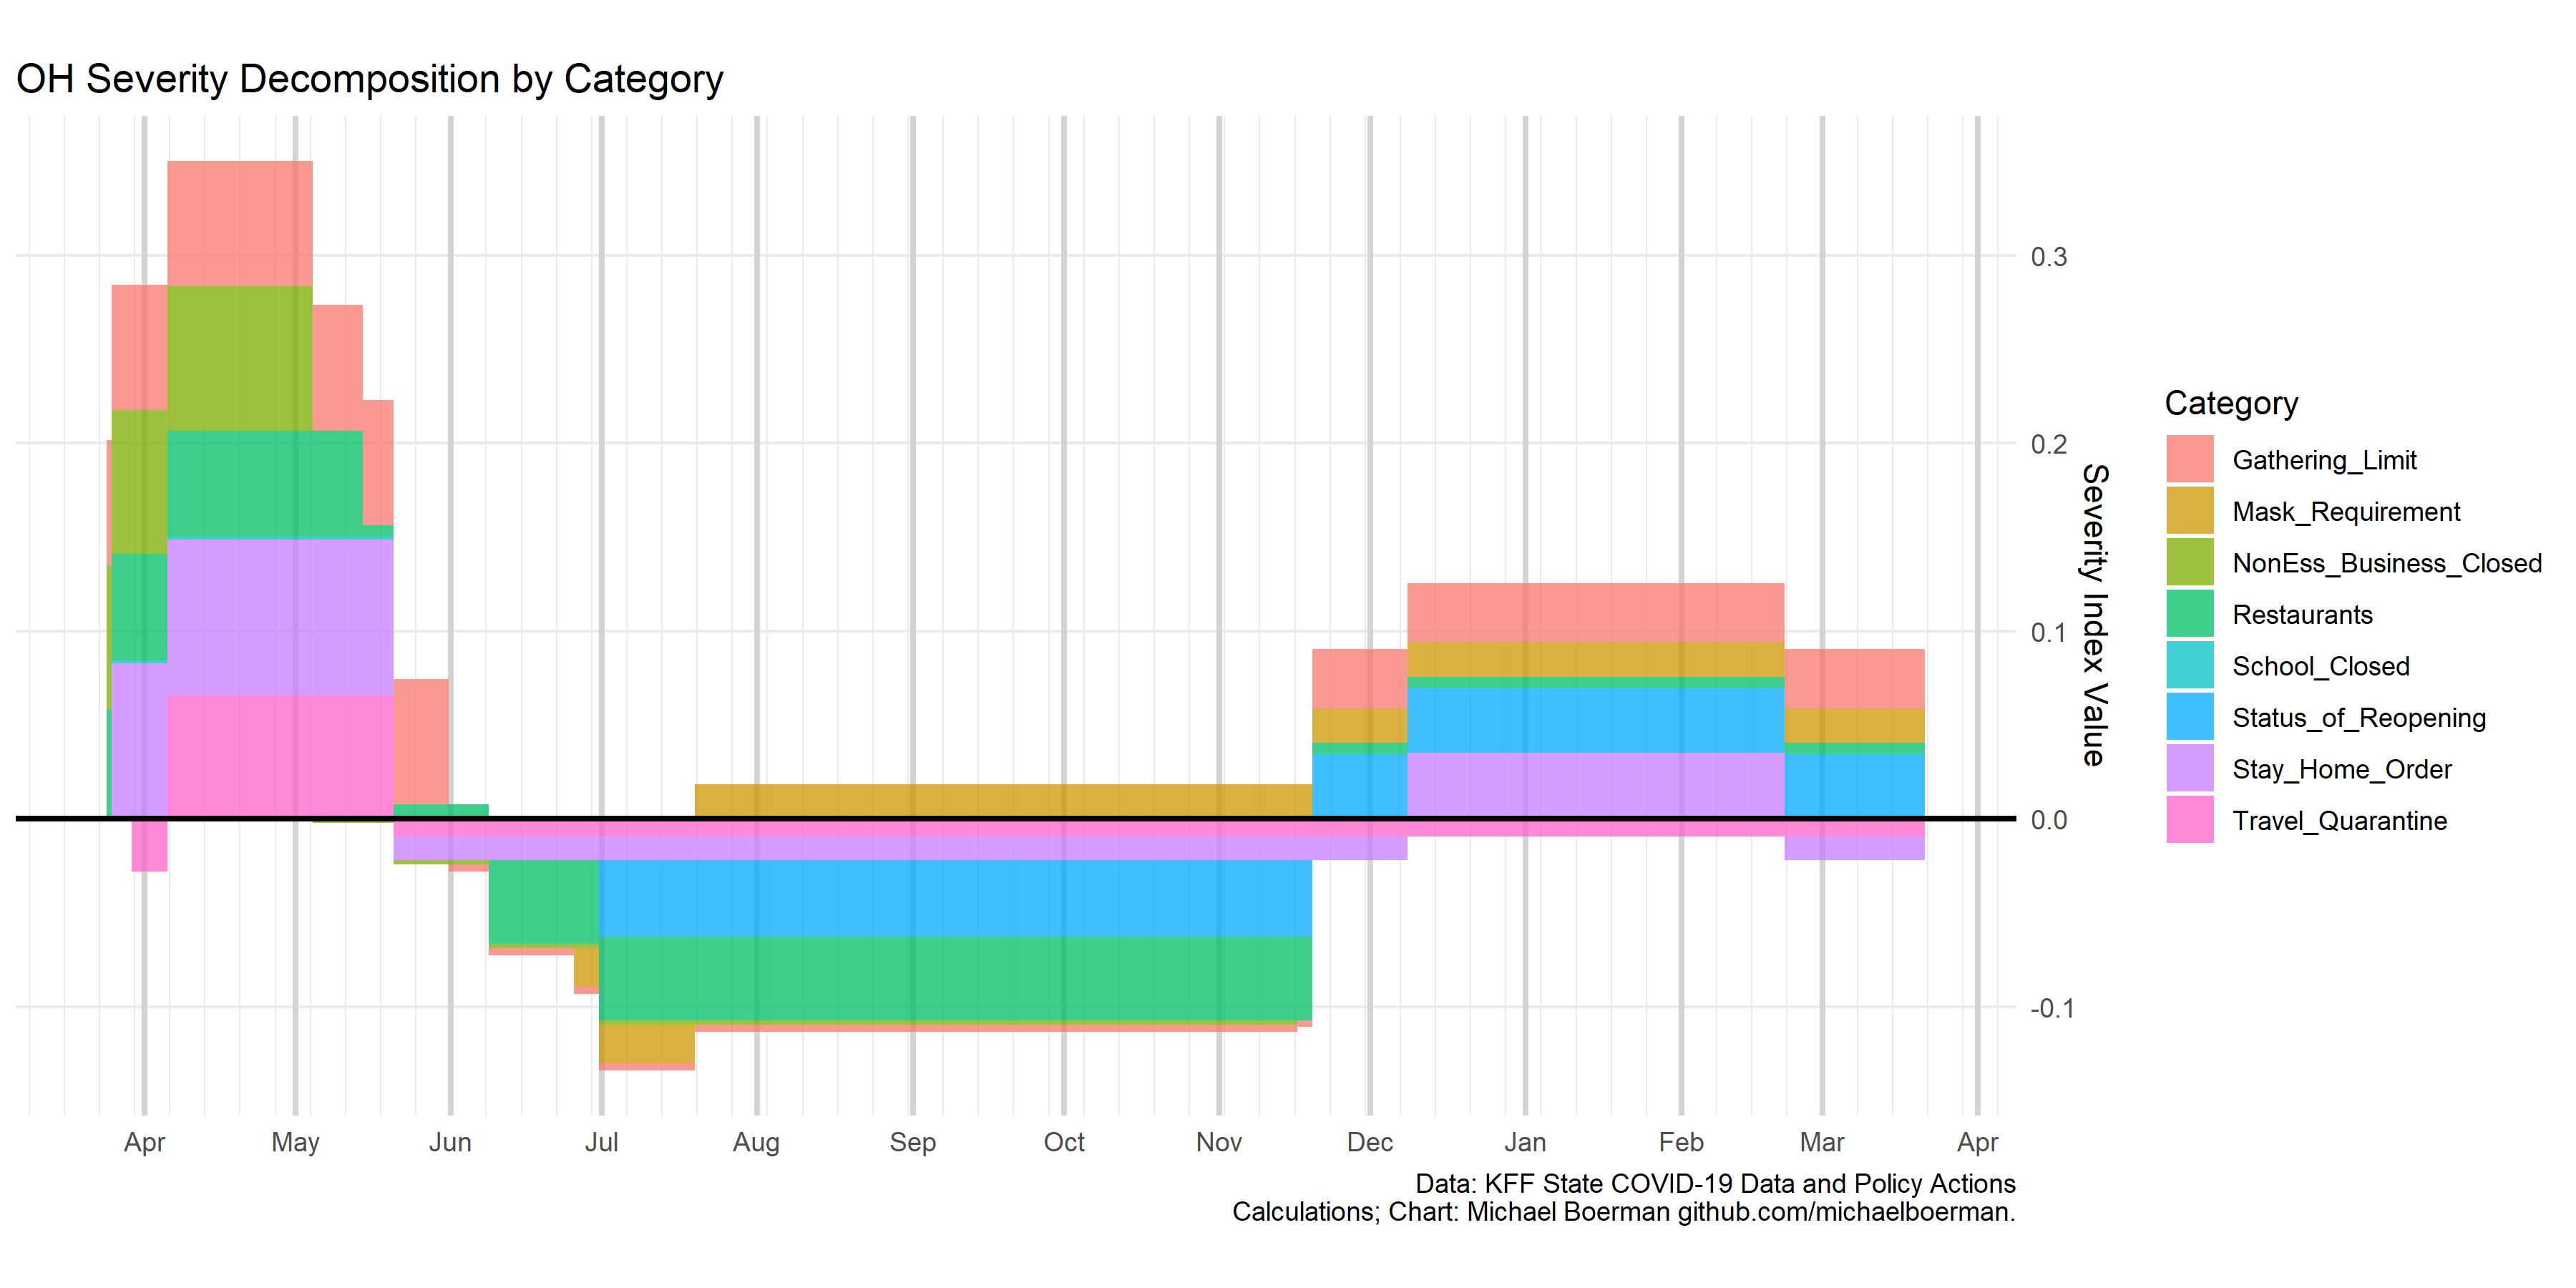 OH Severity Decomposition by Category
0.3
0.2
0.1
0.0
-0.1
Severity Index Value
Apr May Jun Jul Aug Sep Oct Nov Dec Jan Feb Mar Apr
Category
Gathering_Limit
Mask_Requirement
NonEss_Business_Closed
Restaurants
School_Closed
Status_of_Reopening
Stay_Home_Order
Travel_Quarantine
Data: KFF State COVID-19 Data and Policy Actions
Calculations; Chart: Michael Boerman github.com/michaelboerman.